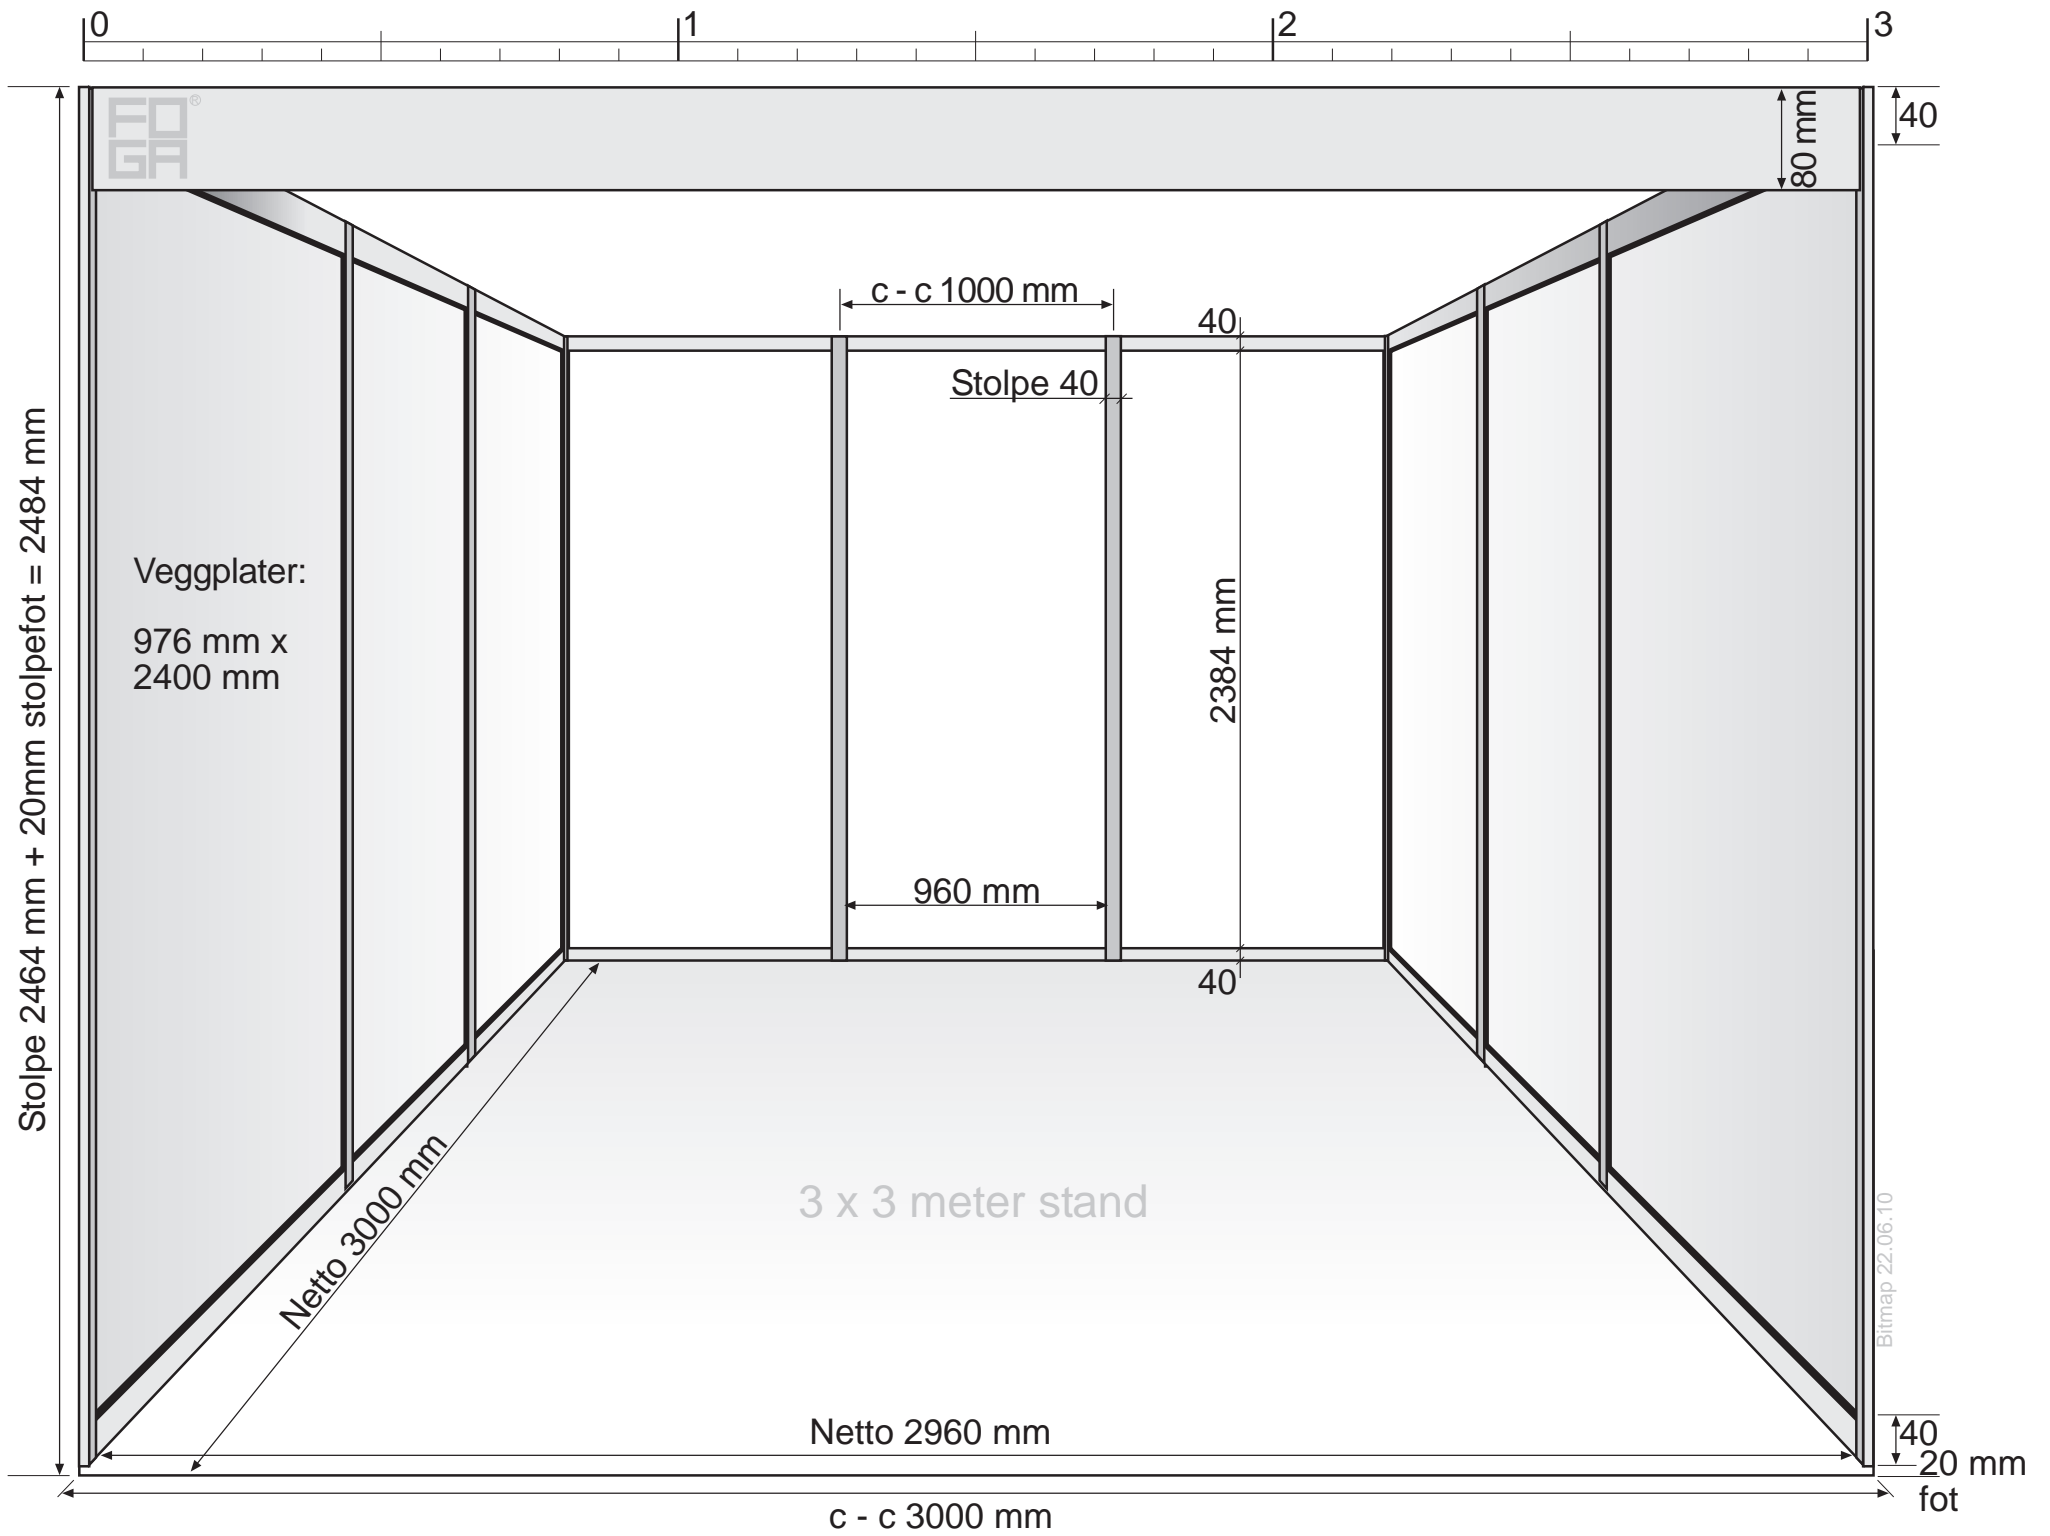 0
1
2
3
FO
GA®
80 mm
40
c - c 1000 mm
40
Stolpe 40
Stolpe 2464 mm + 20mm stolpefot = 2484 mm
Veggplater:
976 mm x
2400 mm
2384 mm
960 mm
40
Netto 3000 mm
3 x 3 meter stand
Bitmap 22.06.10
Netto 2960 mm
40
20 mm
fot
c - c 3000 mm